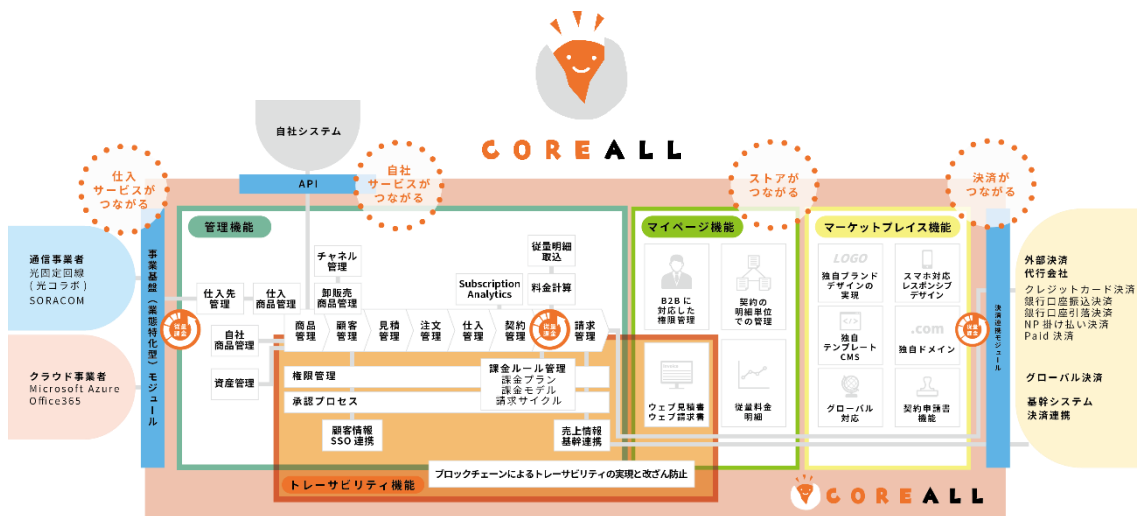 COREALL
自社システム
API
仕入
サービスが
つながる
自社
サービスが
つながる
ストアが
つながる
決済が
つながる
通信事業者
光固定回線
(光コラボ)
SORACOM
クラウド事業者
Microsoft Azure
Office365
事業基盤(業態特化型)モジュール
従量
課金
管理機能
仕入先
管理
仕入
商品管理
チャネル
管理
卸販売
商品管理
Subscription
Analytics
従量明細
取込
料金計算
自社
商品管理
資産管理
商品
管理
顧客
管理
見積
管理
注文
管理
仕入
管理
契約
管理
従量
課金
請求
管理
権限管理
承認プロセス
課金ルール管理
課金プラン
課金モデル
請求サイクル
顧客情報
SSO連携
売上情報
基幹連携
トレーサビリティ機能
ブロックチェーンによるトレーサビリティの実現と改ざん防止
マイページ機能
B2Bに
対応した
権限管理
契約の
明細単位
での管理
ウェブ見積書
ウェブ請求書
従量料金
明細
マーケットプレイス機能
LOGO
独自ブランド
デザインの
実現
スマホ対応
レスポンシブ
デザイン
</>
独自
テンプレート
CMS
.com
独自ドメイン
グローバル
対応
契約申請書
機能
従量
課金
決済連携モジュール
外部決済
代行会社
クレジットカード決済
銀行口座振込決済
銀行口座引落決済
NP掛け払い決済
Paid決済
グローバル決済
基幹システム
決済連携
COREALL